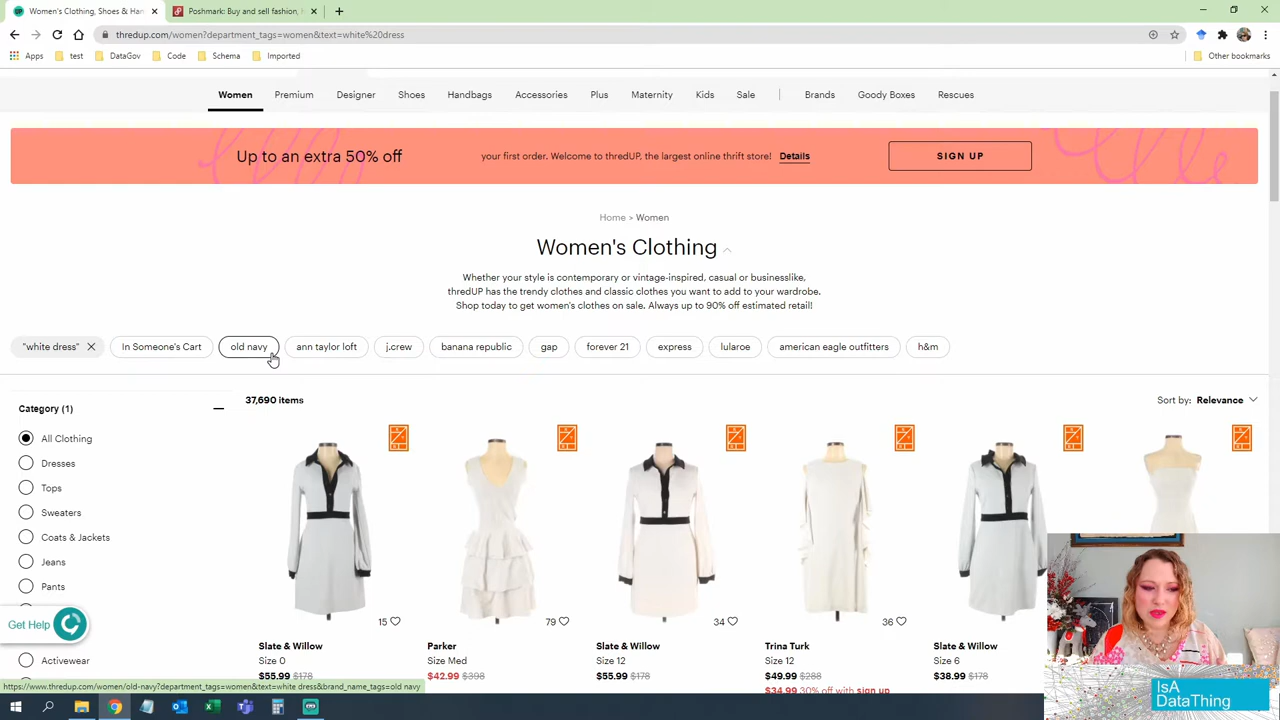 Women's Clothing, Shoes & Han
Poshmark: Buy and sell fashion,
thredup.com/women?department_tags=women&text=white%20dress
Apps
test
DataGov
Code
Schema
Imported
Other bookmarks
Women
Premium
Designer
Shoes
Handbags
Accessories
Plus
Maternity
Kids
Sale
Brands
Goody Boxes
Rescues
Up to an extra 50% off
your first order. Welcome to thredUP, the largest online thrift store! Details
SIGN UP
Home > Women
Women's Clothing
Whether your style is contemporary or vintage-inspired, casual or businesslike,
thredUP has the trendy clothes and classic clothes you want to add to your wardrobe.
Shop today to get women's clothes on sale. Always up to 90% off estimated retail!
"white dress"
In Someone's Cart
old navy
ann taylor loft
j.crew
banana republic
gap
forever 21
express
lularoe
american eagle outfitters
h&m
Category (1)
37,690 items
Sort by: Relevance
All Clothing
Dresses
Tops
Sweaters
Coats & Jackets
Jeans
Pants
Activewear
Get Help
15
79
34
36
Slate & Willow
Size 0
$55.99 $178
Parker
Size Med
$42.99 $398
Slate & Willow
Size 12
$55.99 $178
Trina Turk
Size 12
$49.99 $288
$34.99 30% off with sign up
Slate & Willow
Size 6
$38.99 $178
https://www.thredup.com/women/old-navy?department_tags=women&text=white dress&brand_name_tags=old navy
IsA
DataThing